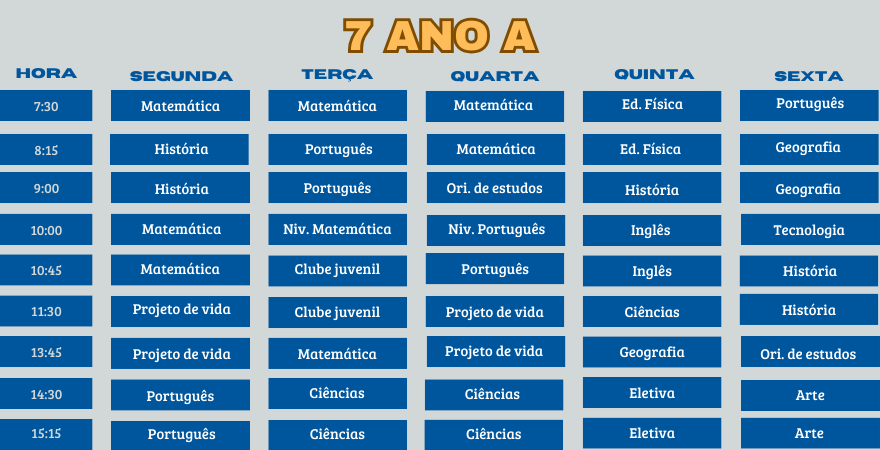 7 ANO A
HORA SEGUNDA TERÇA QUARTA QUINTA SEXTA
7:30 Matemática Matemática Matemática Ed. Física Português
8:15 História Português Matemática Ed. Física Geografia
9:00 História Português Ori. de estudos História Geografia
10:00 Matemática Niv. Matemática Niv. Português Inglês Tecnologia
10:45 Matemática Clube juvenil Português Inglês História
11:30 Projeto de vida Clube juvenil Projeto de vida Ciências História
13:45 Projeto de vida Matemática Projeto de vida Geografia Ori. de estudos
14:30 Português Ciências Ciências Eletiva Arte
15:15 Português Ciências Ciências Eletiva Arte